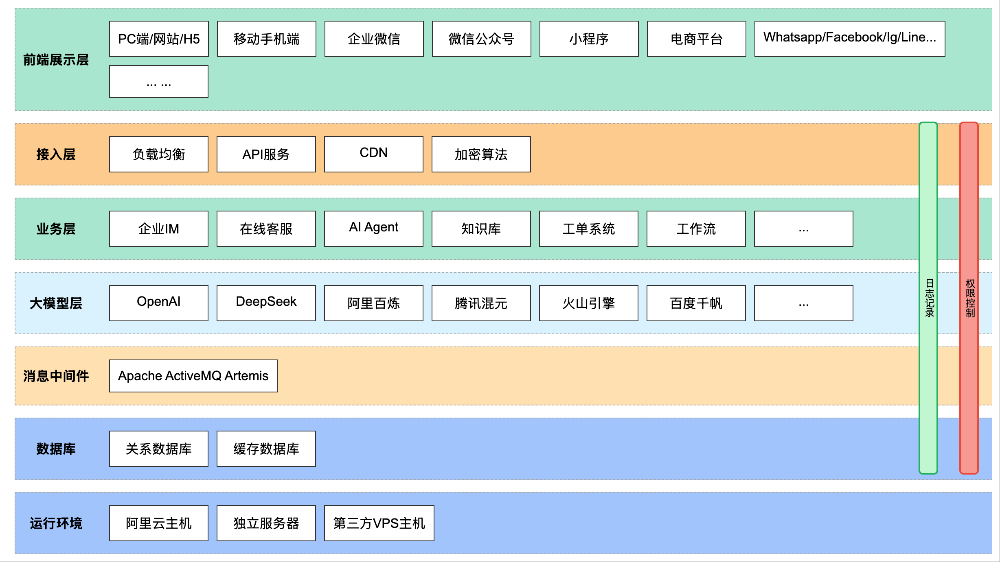 前端展示层
PC端/网站/H5
移动手机端
企业微信
微信公众号
小程序
电商平台
Whatsapp/Facebook/Ig/Line...
... ...
接入层
负载均衡
API服务
CDN
加密算法
业务层
企业IM
在线客服
AI Agent
知识库
工单系统
工作流
...
大模型层
OpenAI
DeepSeek
阿里百炼
腾讯混元
火山引擎
百度千帆
...
日志记录
权限控制
消息中间件
Apache ActiveMQ Artemis
数据库
关系数据库
缓存数据库
运行环境
阿里云主机
独立服务器
第三方VPS主机